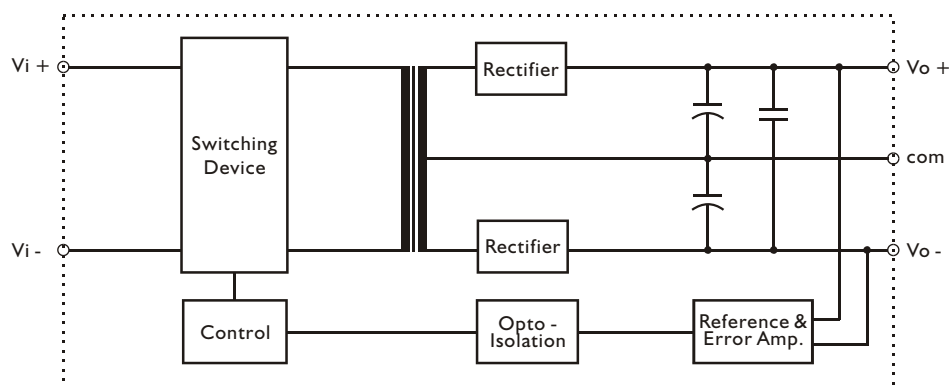 Vi +
Switching
Device
Rectifier
Vo +
com
Vi -
Rectifier
Vo -
Control
Opto -
Isolation
Reference &
Error Amp.